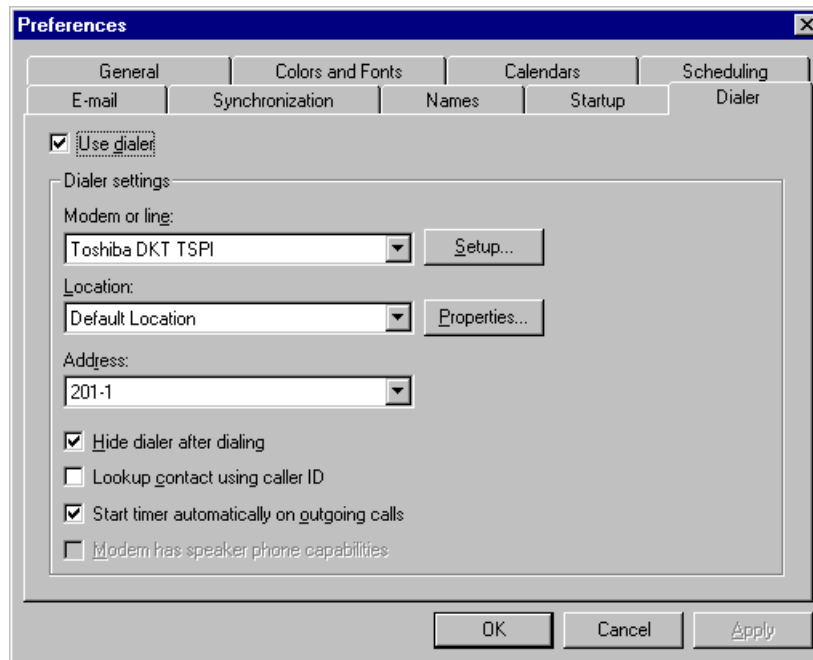 Preferences
General Colors and Fonts Calendars Scheduling
E-mail Synchronization Names Startup Dialer
Use dialer
Dialer settings
Modem or line:
Toshiba DKT TSPI Setup...
Location:
Default Location Properties...
Address:
201-1
Hide dialer after dialing
Lookup contact using caller ID
Start timer automatically on outgoing calls
Modem has speaker phone capabilities
OK Cancel Apply